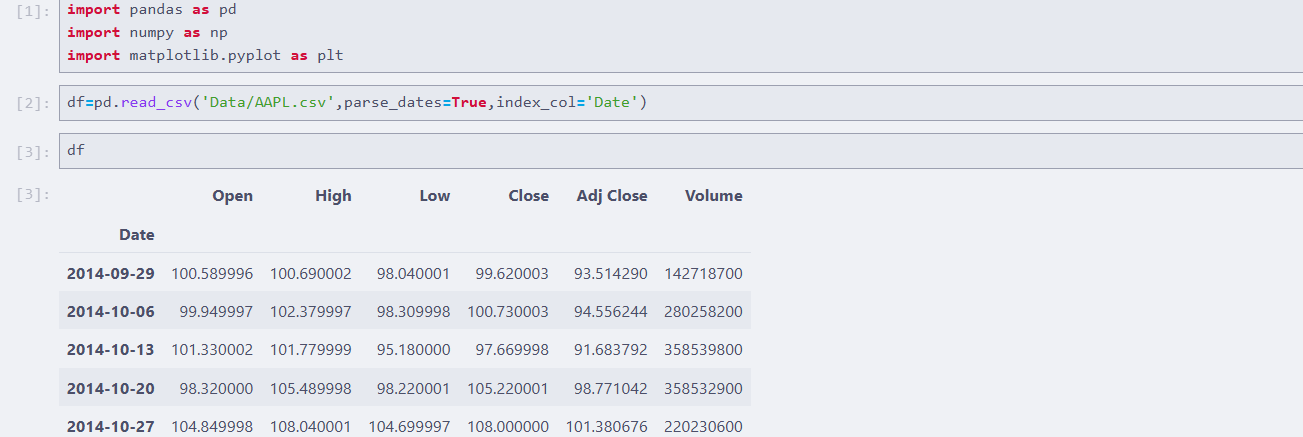 [1]: import pandas as pd
import numpy as np
import matplotlib.pyplot as plt
[2]: df=pd.read_csv('Data/AAPL.csv',parse_dates=True,index_col='Date')
[3]: df
[3]: Open High Low Close Adj Close Volume
Date
2014-09-29 100.589996 100.690002 98.040001 99.620003 93.514290 142718700
2014-10-06 99.949997 102.379997 98.309998 100.730003 94.556244 280258200
2014-10-13 101.330002 101.779999 95.180000 97.669998 91.683792 358539800
2014-10-20 98.320000 105.489998 98.220001 105.220001 98.771042 358532900
2014-10-27 104.849998 108.040001 104.699997 108.000000 101.380676 220230600